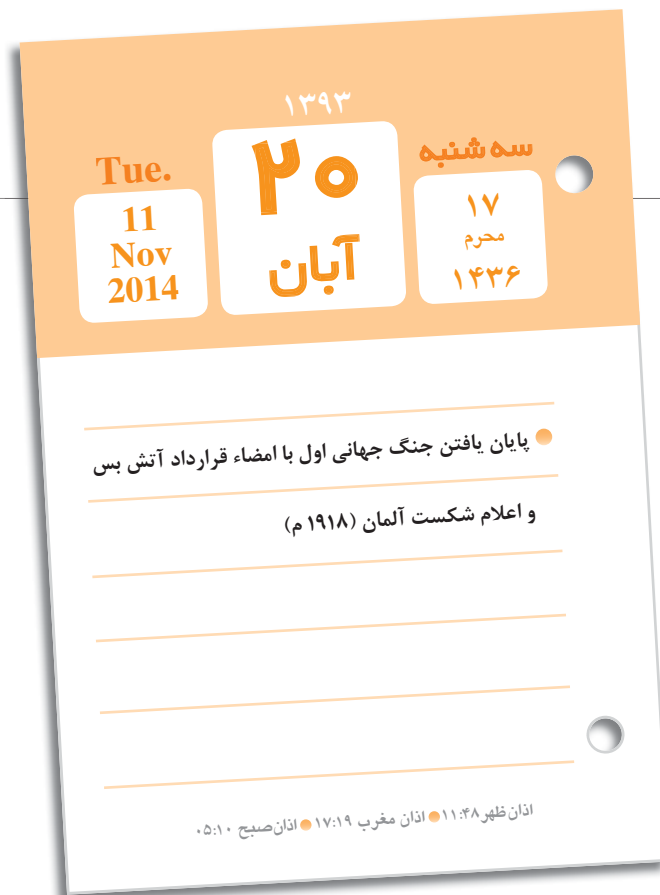 ۱۳۹۳
سه شنبه
۱۷
محرم
۱۴۳۶
۲۰
آبان
Tue.
11
Nov
2014
پایان یافتن جنگ جهانی اول با امضاء قرارداد آتش بس
و اعلام شکست آلمان (۱۹۱۸ م)
اذان ظهر ۱۱:۴۸ اذان مغرب ۱۷:۱۹ اذان صبح ۰۵:۱۰